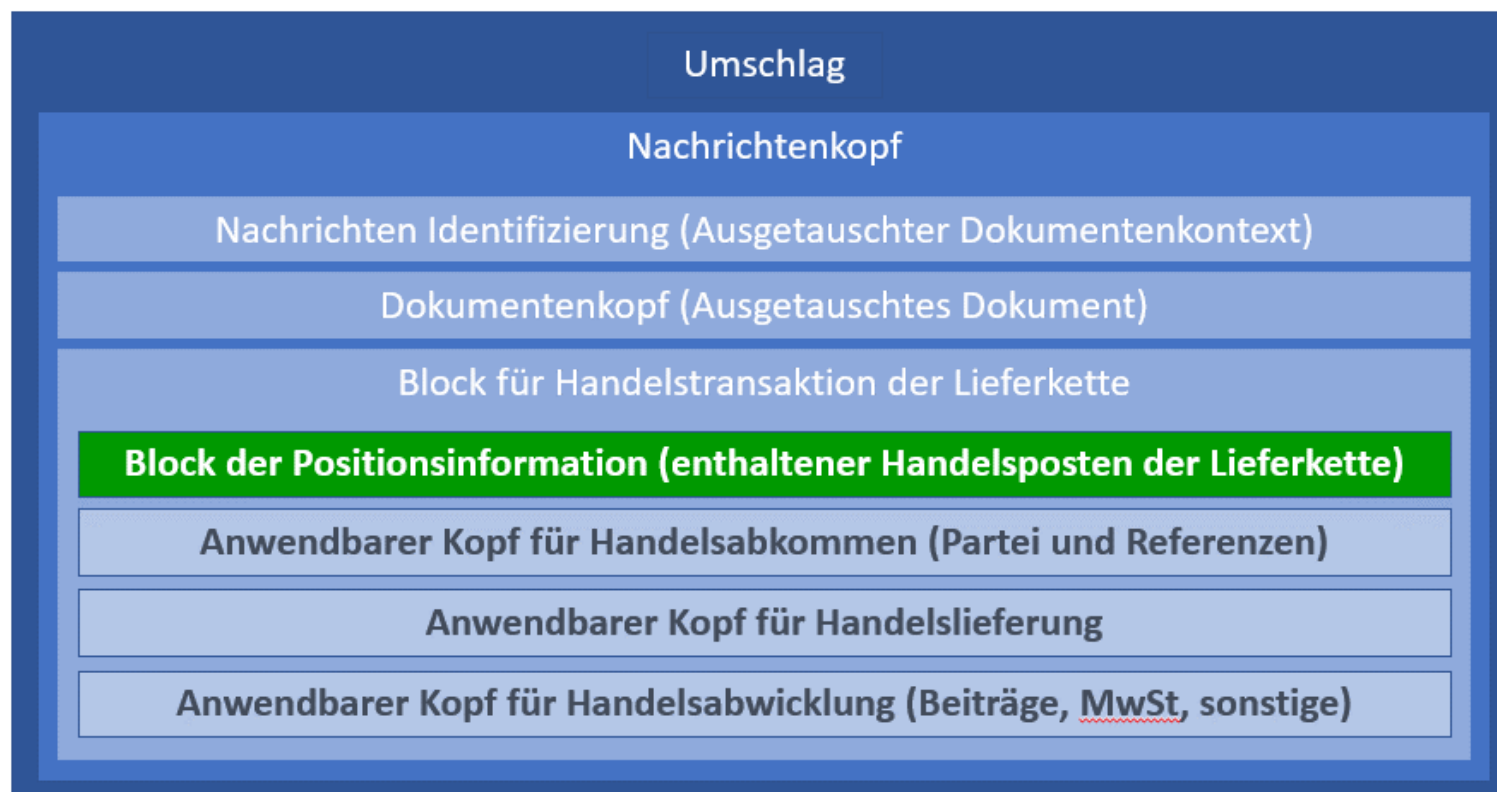 Umschlag
Nachrichtenkopf
Nachrichten Identifizierung (Ausgetauschter Dokumentenkontext)
Dokumentenkopf (Ausgetauschtes Dokument)
Block für Handelstransaktion der Lieferkette
Block der Positionsinformation (enthaltener Handelsposten der Lieferkette)
Anwendbarer Kopf für Handelsabkommen (Partei und Referenzen)
Anwendbarer Kopf für Handelslieferung
Anwendbarer Kopf für Handelsabwicklung (Beiträge, MwSt, sonstige)